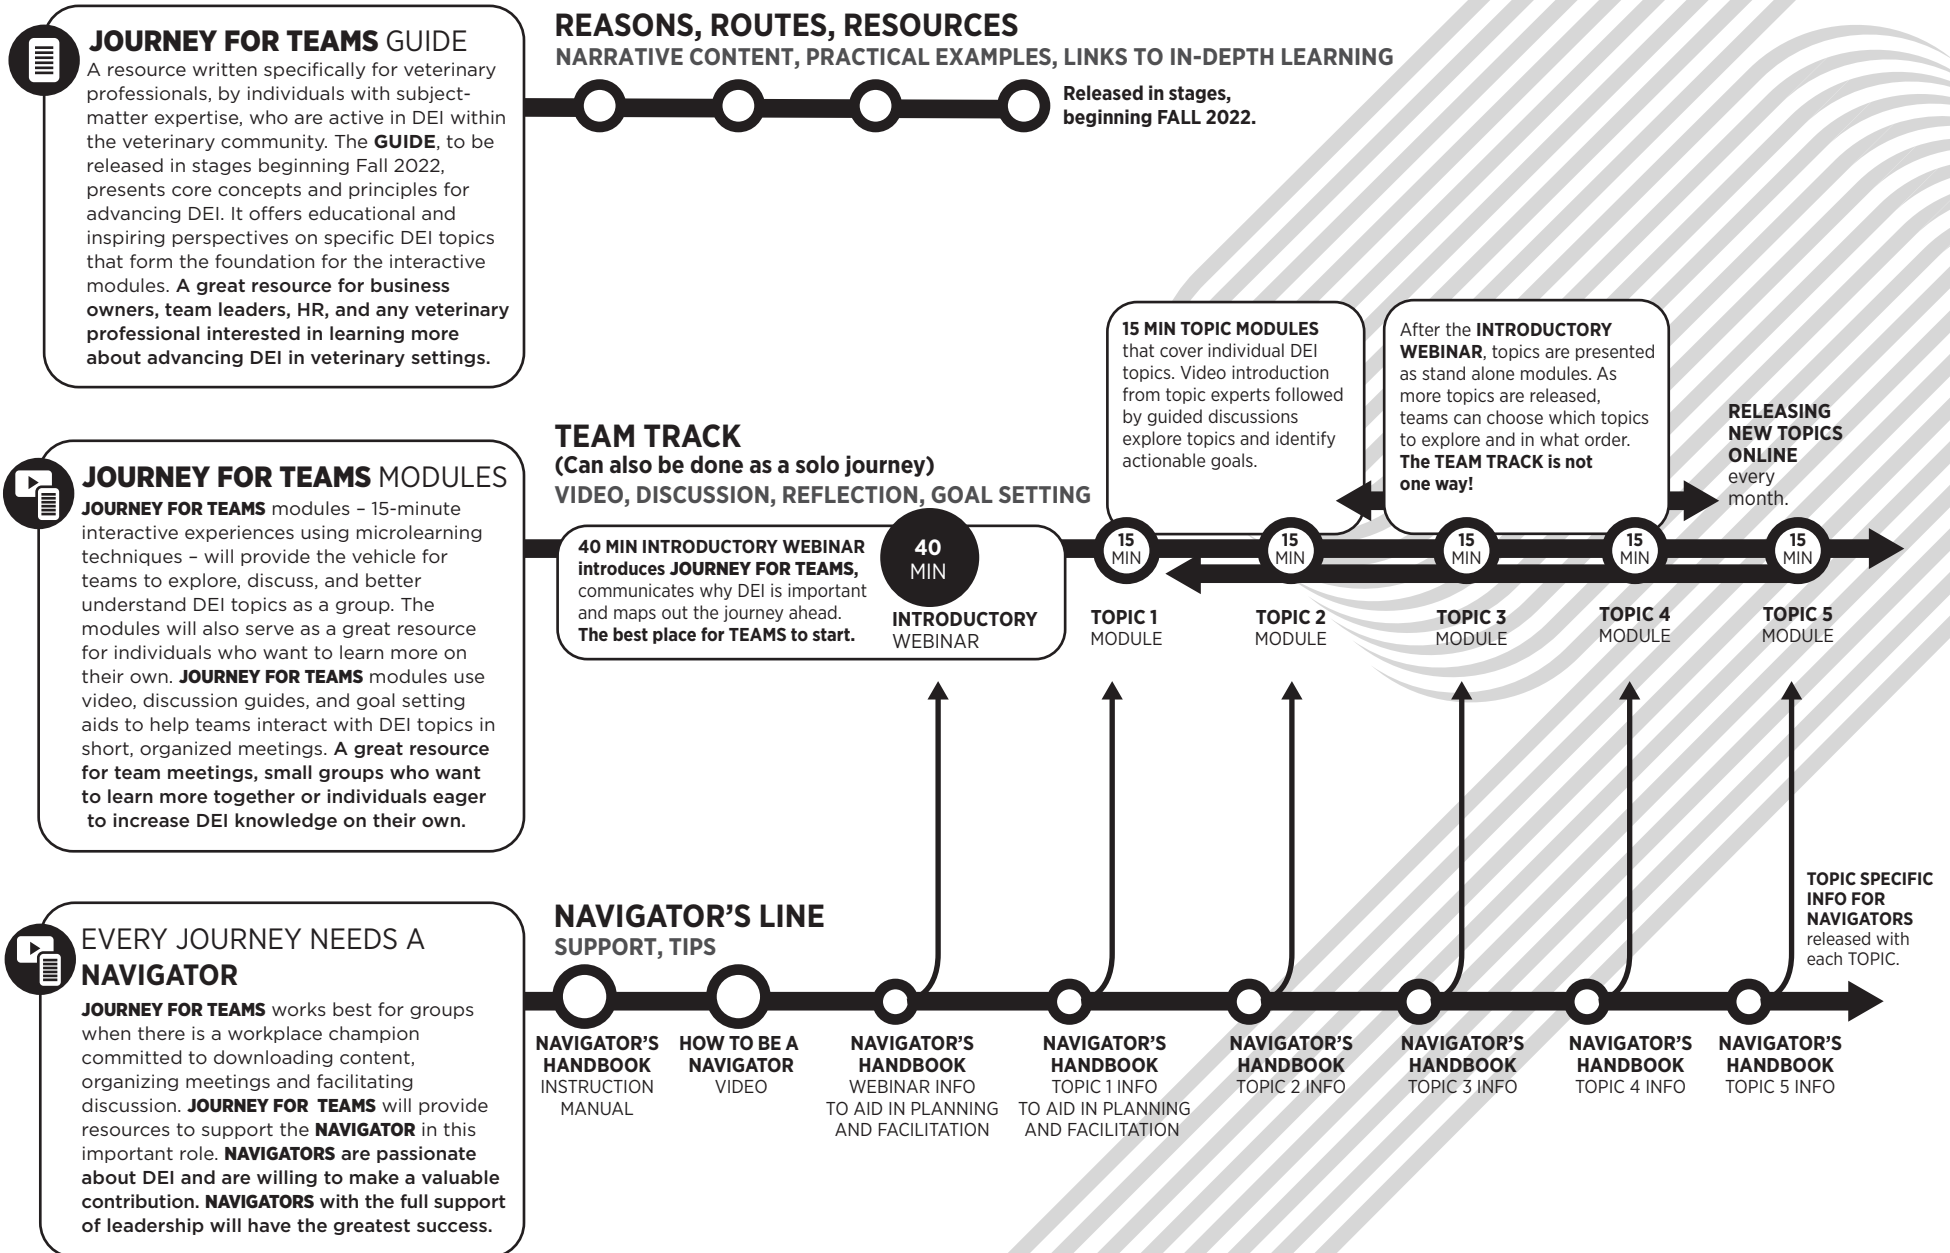 JOURNEY FOR TEAMS GUIDE
A resource written specifically for veterinary
professionals, by individuals with subject-
matter expertise, who are active in DEI within
the veterinary community. The GUIDE, to be
released in stages beginning Fall 2022,
presents core concepts and principles for
advancing DEI. It offers educational and
inspiring perspectives on specific DEI topics
that form the foundation for the interactive
modules. A great resource for business
owners, team leaders, HR, and any veterinary
professional interested in learning more
about advancing DEI in veterinary settings.
REASONS, ROUTES, RESOURCES
NARRATIVE CONTENT, PRACTICAL EXAMPLES, LINKS TO IN-DEPTH LEARNING
Released in stages,
beginning FALL 2022.
JOURNEY FOR TEAMS MODULES
JOURNEY FOR TEAMS modules – 15-minute
interactive experiences using microlearning
techniques – will provide the vehicle for
teams to explore, discuss, and better
understand DEI topics as a group. The
modules will also serve as a great resource
for individuals who want to learn more on
their own. JOURNEY FOR TEAMS modules use
video, discussion guides, and goal setting
aids to help teams interact with DEI topics in
short, organized meetings. A great resource
for team meetings, small groups who want
to learn more together or individuals eager
to increase DEI knowledge on their own.
TEAM TRACK
(Can also be done as a solo journey)
VIDEO, DISCUSSION, REFLECTION, GOAL SETTING
40 MIN INTRODUCTORY WEBINAR
introduces JOURNEY FOR TEAMS,
communicates why DEI is important
and maps out the journey ahead.
The best place for TEAMS to start.
40
MIN
INTRODUCTORY
WEBINAR
15 MIN TOPIC MODULES
that cover individual DEI
topics. Video introduction
from topic experts followed
by guided discussions
explore topics and identify
actionable goals.
After the INTRODUCTORY
WEBINAR, topics are presented
as stand alone modules. As
more topics are released,
teams can choose which topics
to explore and in what order.
The TEAM TRACK is not
one way!
RELEASING
NEW TOPICS
ONLINE
every
month.
15
MIN
TOPIC 1
MODULE
15
MIN
TOPIC 2
MODULE
15
MIN
TOPIC 3
MODULE
15
MIN
TOPIC 4
MODULE
15
MIN
TOPIC 5
MODULE
EVERY JOURNEY NEEDS A
NAVIGATOR
JOURNEY FOR TEAMS works best for groups
when there is a workplace champion
committed to downloading content,
organizing meetings and facilitating
discussion. JOURNEY FOR TEAMS will provide
resources to support the NAVIGATOR in this
important role. NAVIGATORS are passionate
about DEI and are willing to make a valuable
contribution. NAVIGATORS with the full support
of leadership will have the greatest success.
NAVIGATOR'S LINE
SUPPORT, TIPS
TOPIC SPECIFIC
INFO FOR
NAVIGATORS
released with
each TOPIC.
NAVIGATOR'S
HANDBOOK
INSTRUCTION
MANUAL
HOW TO BE A
NAVIGATOR
VIDEO
NAVIGATOR'S
HANDBOOK
WEBINAR INFO
TO AID IN PLANNING
AND FACILITATION
NAVIGATOR'S
HANDBOOK
TOPIC 1 INFO
TO AID IN PLANNING
AND FACILITATION
NAVIGATOR'S
HANDBOOK
TOPIC 2 INFO
NAVIGATOR'S
HANDBOOK
TOPIC 3 INFO
NAVIGATOR'S
HANDBOOK
TOPIC 4 INFO
NAVIGATOR'S
HANDBOOK
TOPIC 5 INFO